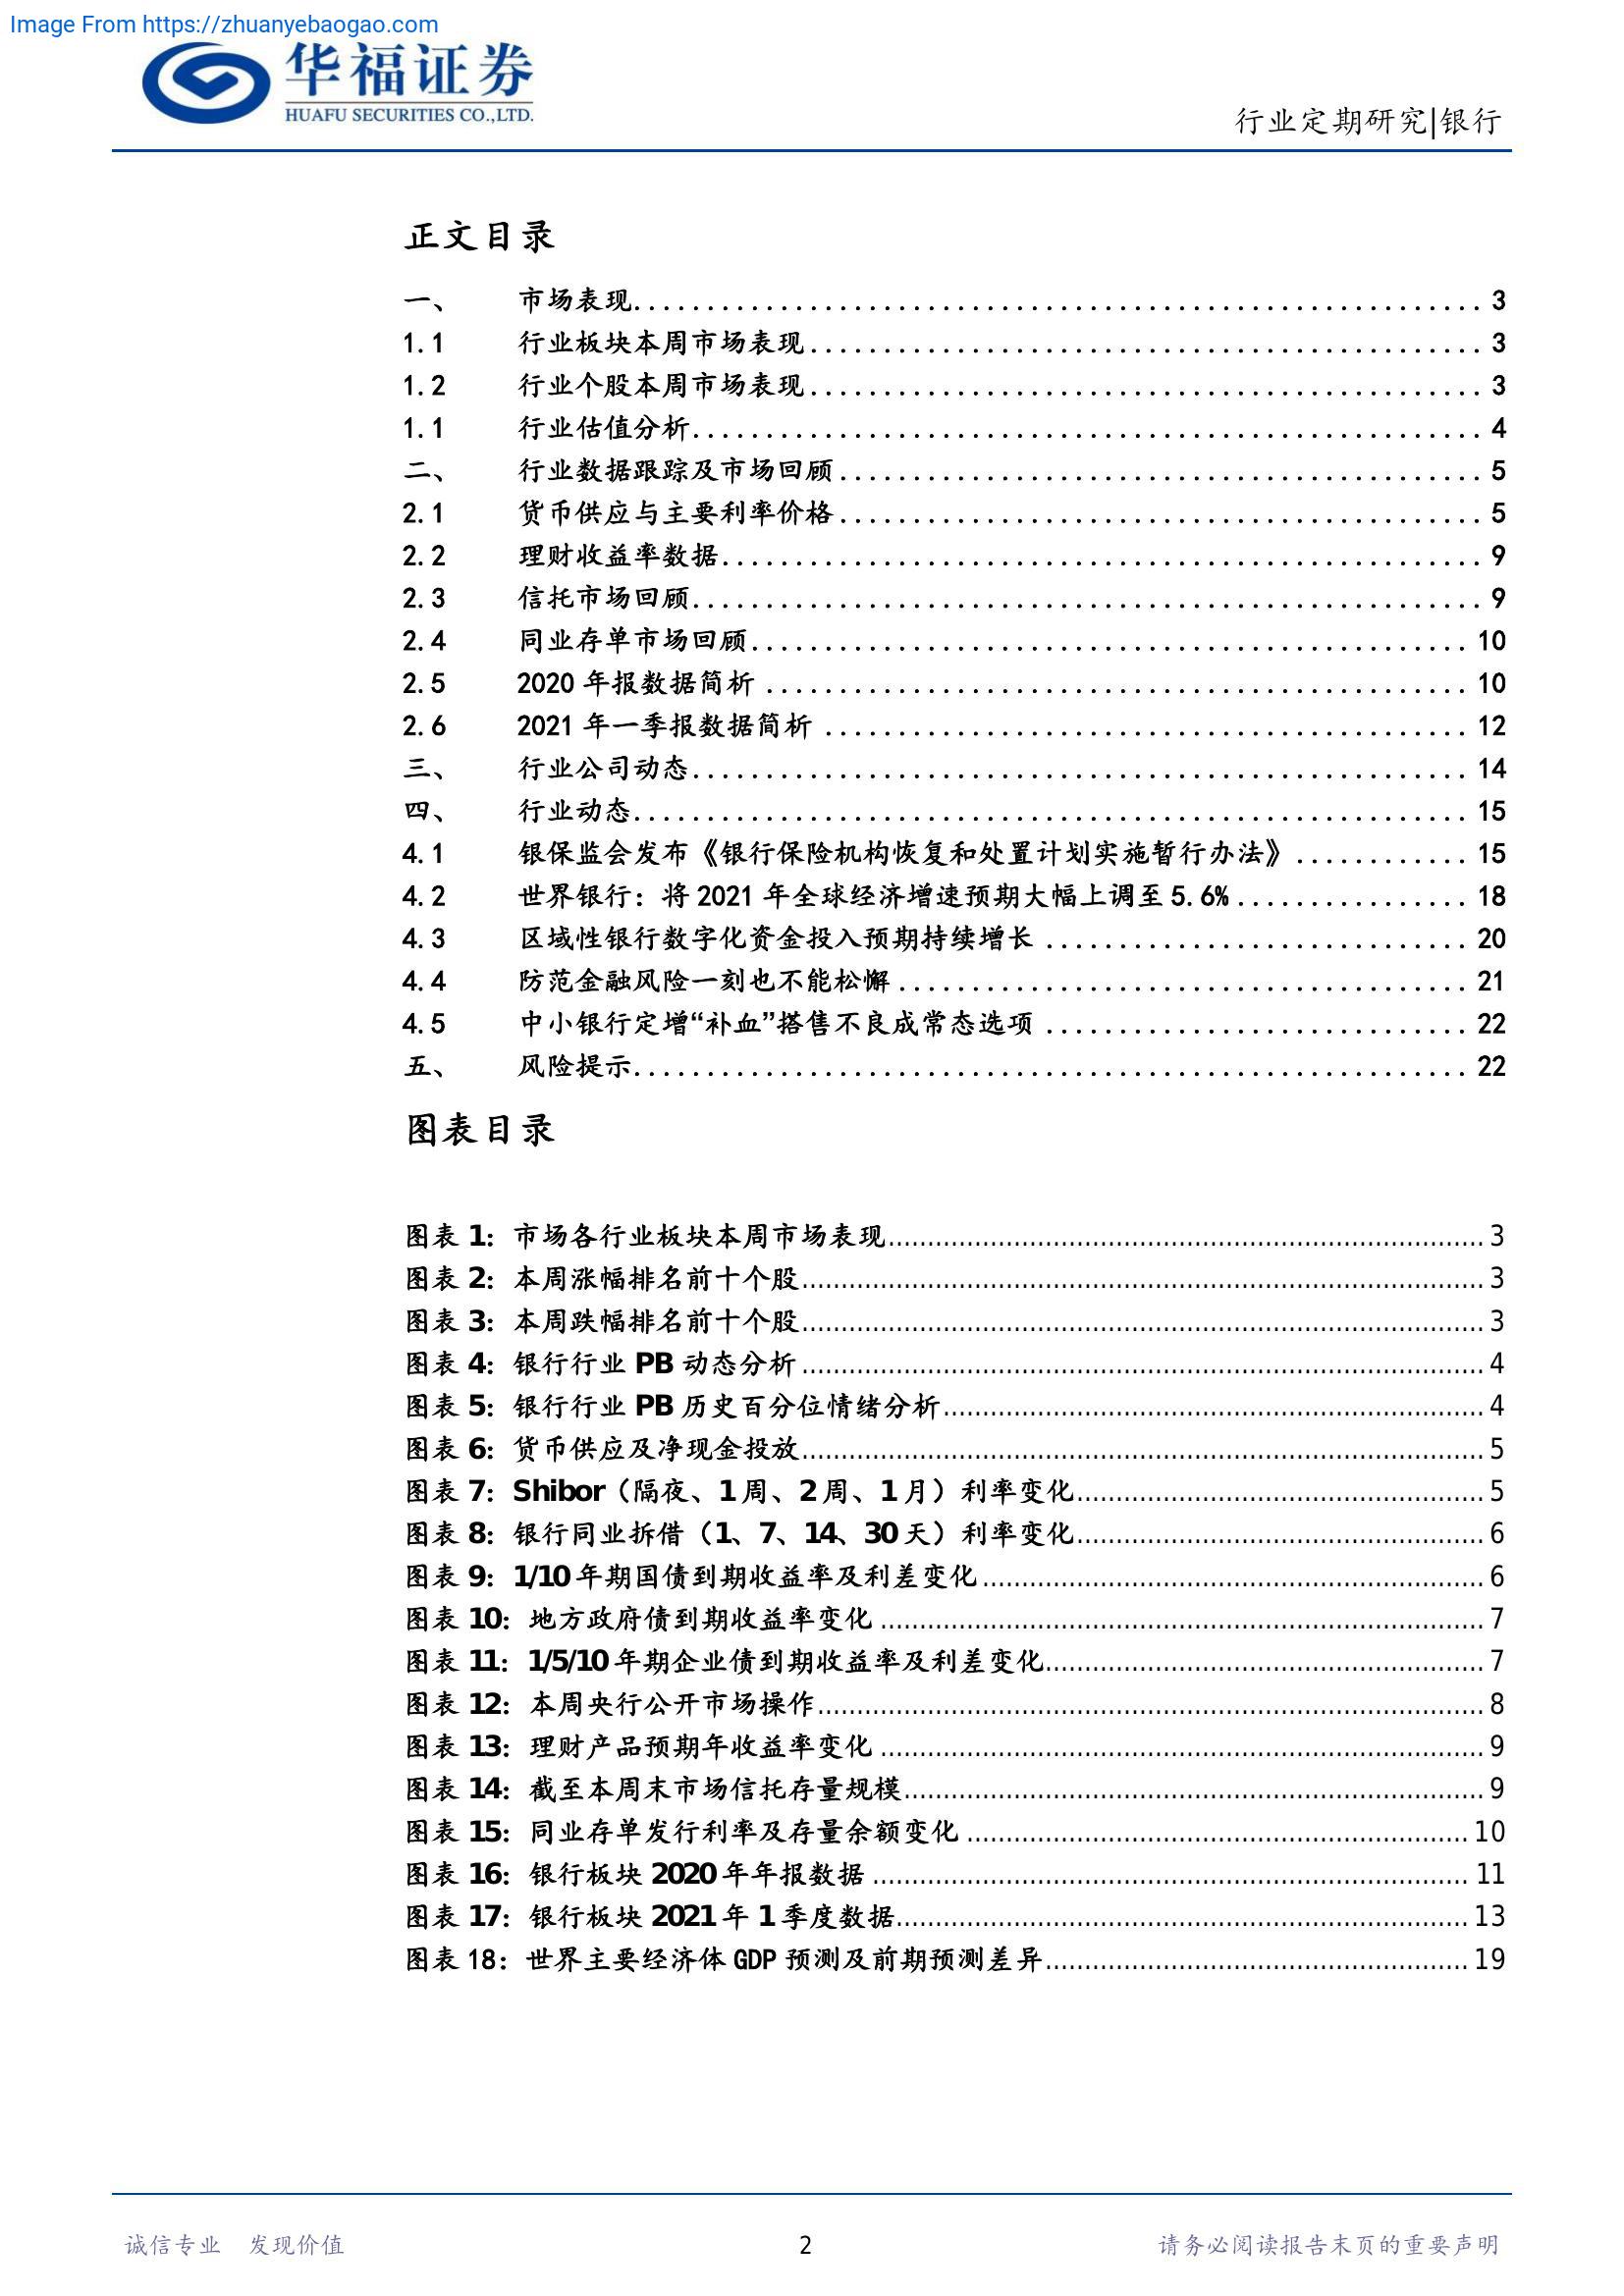 Image From https://zhuanyebaogao.com
华福证券
HUAFU SECURITIES CO.,LTD.
行业定期研究|银行
正文目录
一、 市场表现 3
1.1 行业板块本周市场表现 3
1.2 行业个股本周市场表现 3
1.1 行业估值分析 4
二、 行业数据跟踪及市场回顾 5
2.1 货币供应与主要利率价格 5
2.2 理财收益率数据 9
2.3 信托市场回顾 9
2.4 同业存单市场回顾 10
2.5 2020 年报数据简析 10
2.6 2021 年一季报数据简析 12
三、 行业公司动态 14
四、 行业动态 15
4.1 银保监会发布《银行保险机构恢复和处置计划实施暂行办法》 15
4.2 世界银行：将 2021 年全球经济增速预期大幅上调至 5.6% 18
4.3 区域性银行数字化资金投入预期持续增长 20
4.4 防范金融风险一刻也不能松懈 21
4.5 中小银行定增“补血”搭售不良成常态选项 22
五、 风险提示 22
图表目录
图表 1：市场各行业板块本周市场表现 3
图表 2：本周涨幅排名前十个股 3
图表 3：本周跌幅排名前十个股 3
图表 4：银行行业 PB 动态分析 4
图表 5：银行行业 PB 历史百分位情绪分析 4
图表 6：货币供应及净现金投放 5
图表 7：Shibor（隔夜、1 周、2 周、1 月）利率变化 5
图表 8：银行同业拆借（1、7、14、30 天）利率变化 6
图表 9：1/10 年期国债到期收益率及利差变化 6
图表 10：地方政府债到期收益率变化 7
图表 11：1/5/10 年期企业债到期收益率及利差变化 7
图表 12：本周央行公开市场操作 8
图表 13：理财产品预期年收益率变化 9
图表 14：截至本周末市场信托存量规模 9
图表 15：同业存单发行利率及存量余额变化 10
图表 16：银行板块 2020 年年报数据 11
图表 17：银行板块 2021 年 1 季度数据 13
图表 18：世界主要经济体 GDP 预测及前期预测差异 19
诚信专业 发现价值 2 请务必阅读报告末页的重要声明